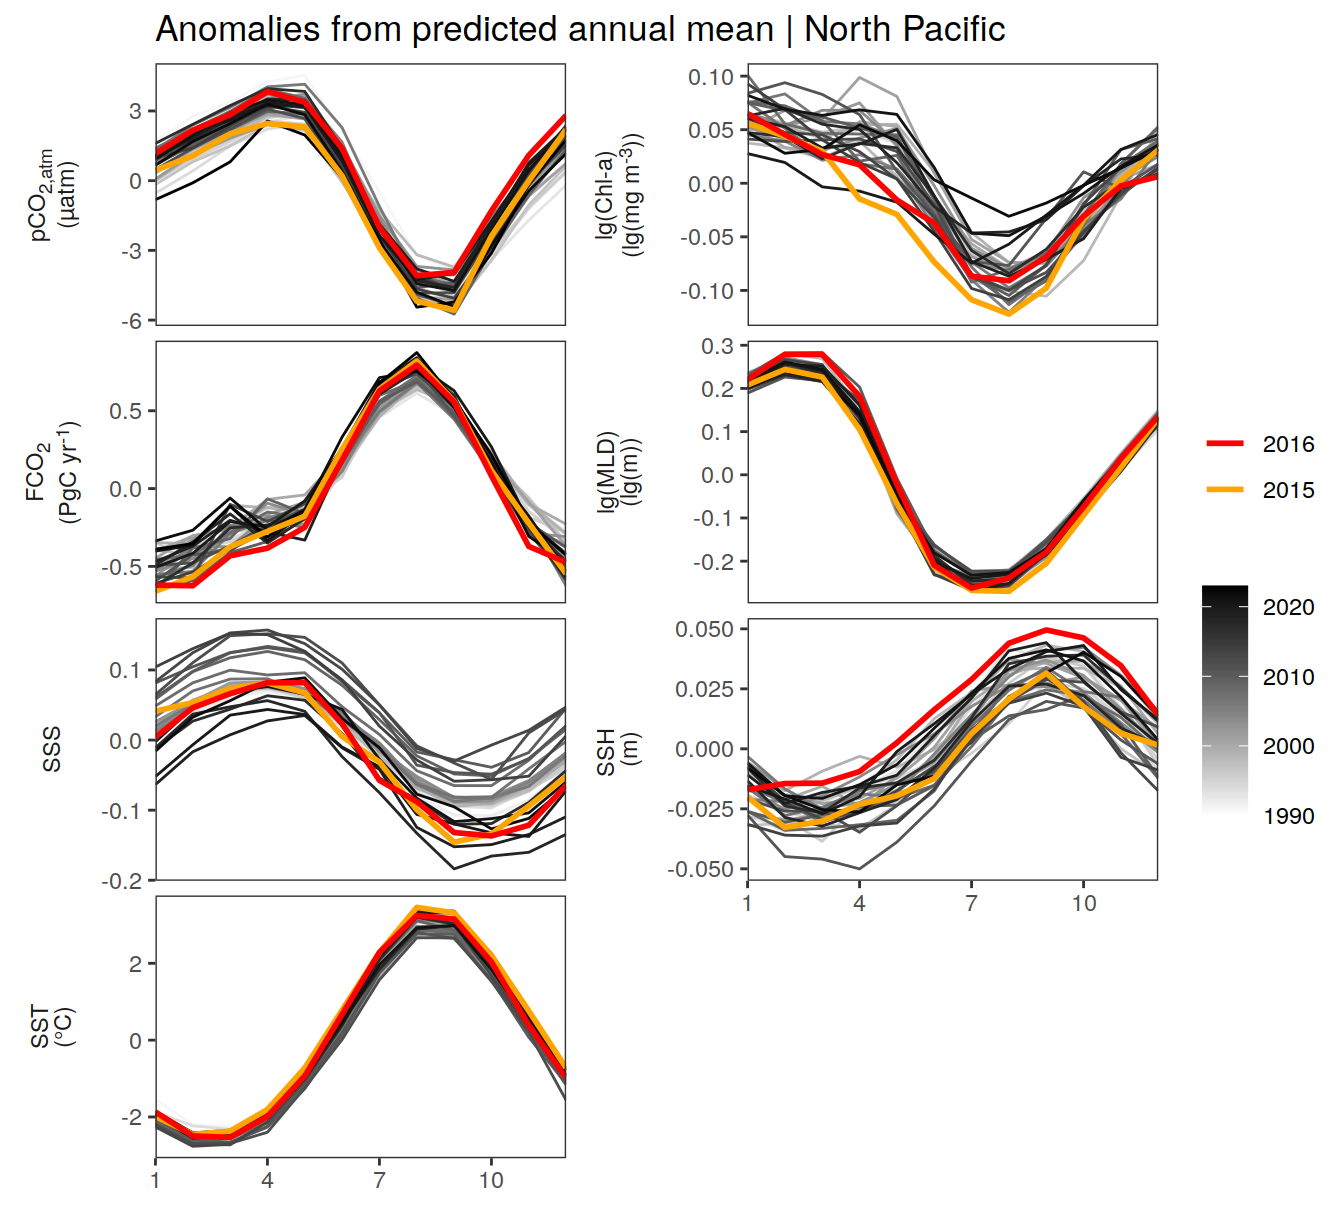 Anomalies from predicted annual mean | North Pacific
pCO2,atm
(µatm)
3
0
-3
-6
lg(Chl-a)
(lg(mg m-3))
0.10
0.05
0.00
-0.05
-0.10
FCO2
(PgC yr-1)
0.5
0.0
-0.5
lg(MLD)
(lg(m))
0.3
0.2
0.1
0.0
-0.1
-0.2
SSS
0.1
0.0
-0.1
-0.2
SSH
(m)
0.050
0.025
0.000
-0.025
-0.050
1 4 7 10
SST
(°C)
2
0
-2
1 4 7 10
2016
2015
2020
2010
2000
1990